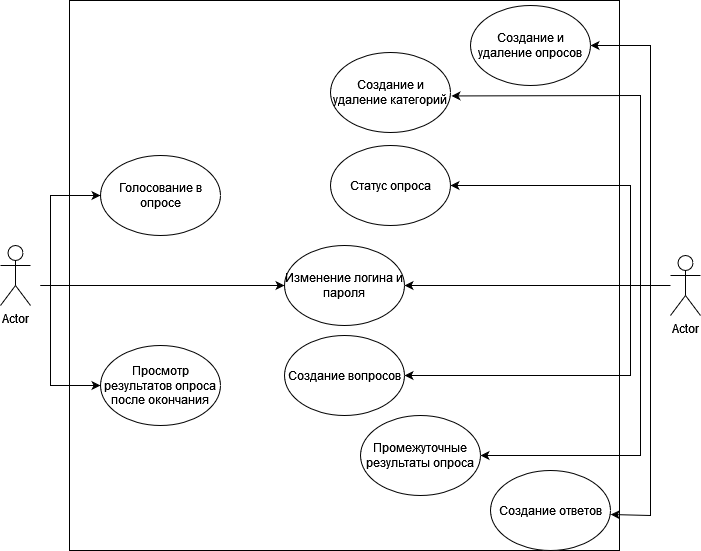 Создание и
удаление опросов
Создание и
удаление категорий
Голосование в
опросе
Статус опроса
Изменение логина и
пароля
Actor
Actor
Просмотр
результатов опроса
после окончания
Создание вопросов
Промежуточные
результаты опроса
Создание ответов